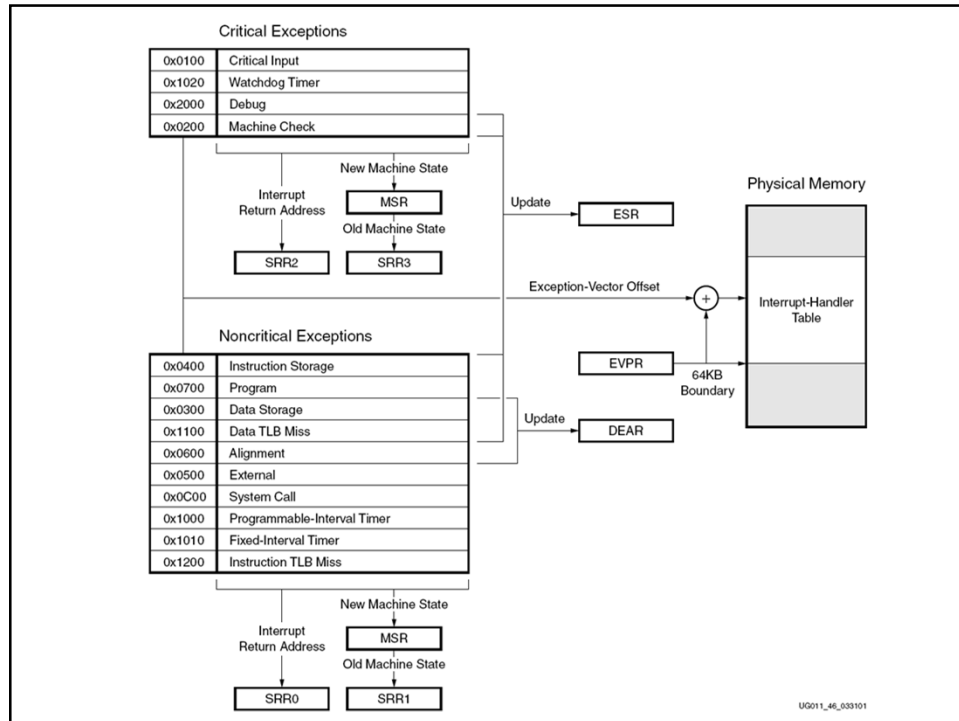 Critical Exceptions
0x0100 Critical Input
0x1020 Watchdog Timer
0x2000 Debug
0x0200 Machine Check
New Machine State
Interrupt
Return Address
MSR
Old Machine State
SRR2
SRR3
Update
ESR
Physical Memory
Exception-Vector Offset
+
Interrupt-Handler
Table
EVPR
64KB
Boundary
Noncritical Exceptions
0x0400 Instruction Storage
0x0700 Program
0x0300 Data Storage
0x1100 Data TLB Miss
0x0600 Alignment
0x0500 External
0x0C00 System Call
0x1000 Programmable-Interval Timer
0x1010 Fixed-Interval Timer
0x1200 Instruction TLB Miss
Update
DEAR
New Machine State
Interrupt
Return Address
MSR
Old Machine State
SRR0
SRR1
UG011_46_033101